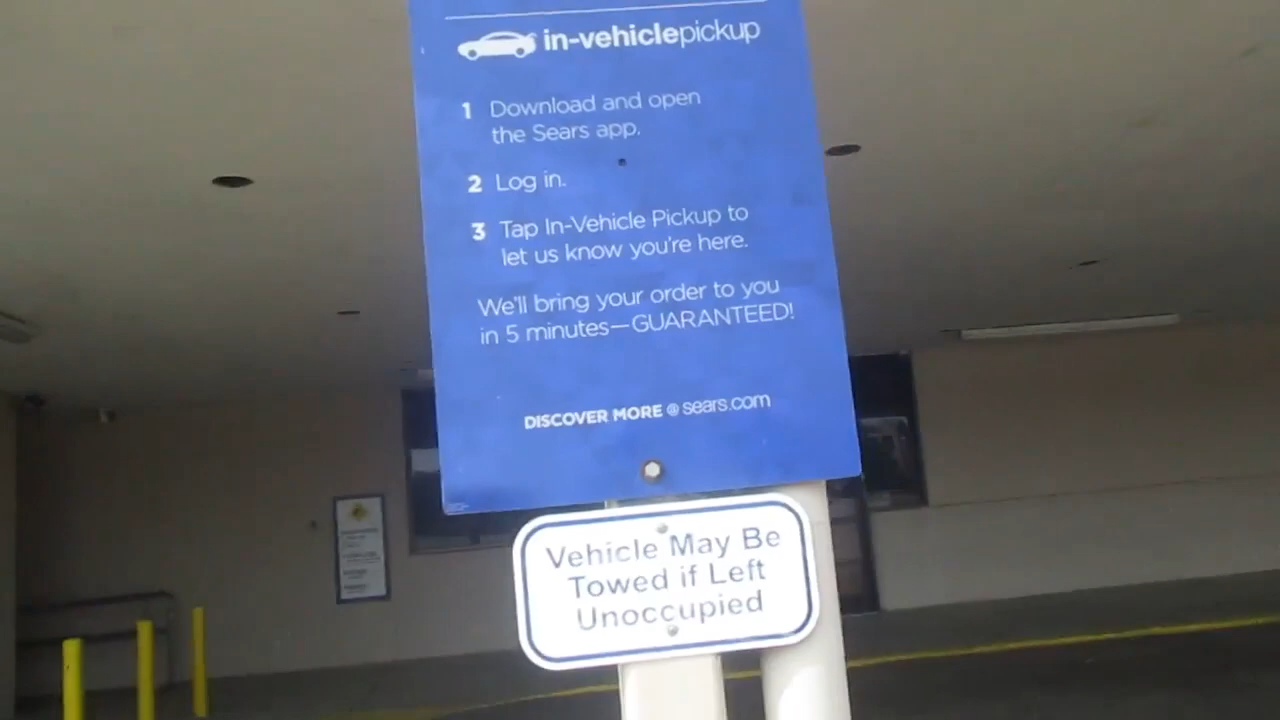 in-vehiclepickup
1 Download and open
the Sears app.
2 Log in.
3 Tap In-Vehicle Pickup to
let us know you're here.
We'll bring your order to you
in 5 minutes—GUARANTEED!
DISCOVER MORE @ sears.com
Vehicle May Be
Towed if Left
Unoccupied